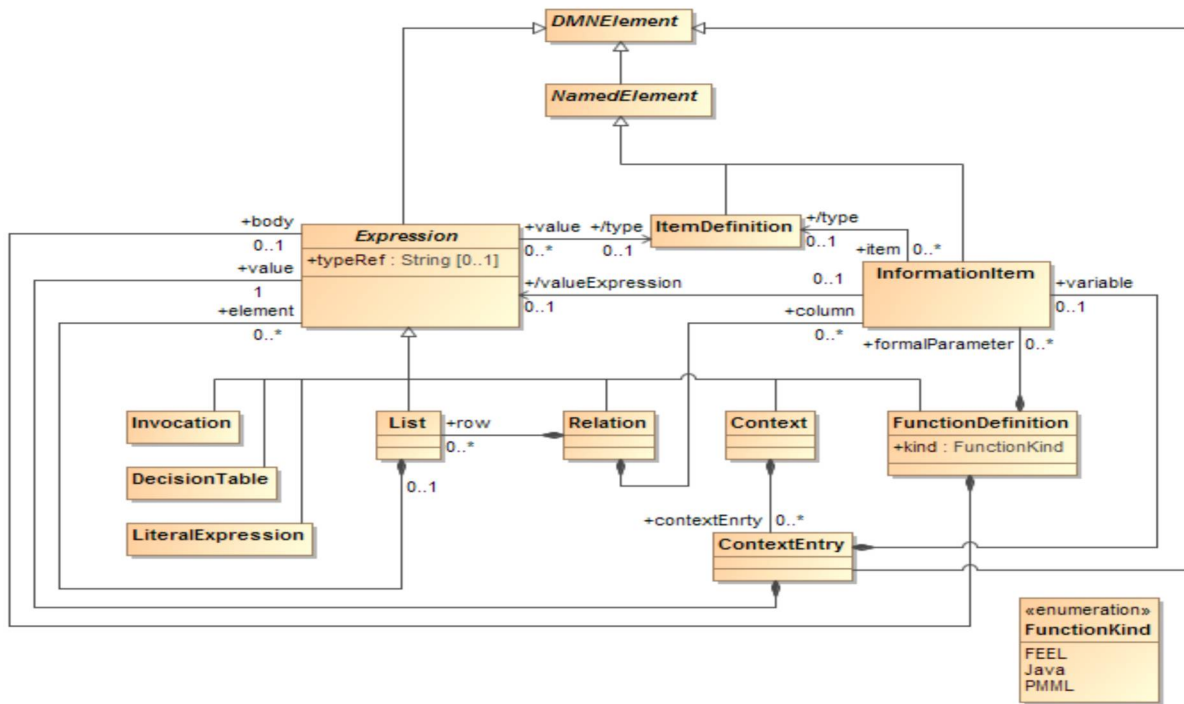 DMNElement
NamedElement
+body
0..1
Expression
+typeRef : String [0..1]
+value
0..*
+/type
0..1
ItemDefinition
+/type
0..1
+item
0..*
+value
1
+element
0..*
+/valueExpression
0..1
0..1
InformationItem
+variable
0..1
+column
0..*
+formalParameter
0..*
Invocation
List
+row
0..*
Relation
Context
FunctionDefinition
+kind : FunctionKind
DecisionTable
0..1
LiteralExpression
+contextEnrty
0..*
ContextEntry
«enumeration»
FunctionKind
FEEL
Java
PMML